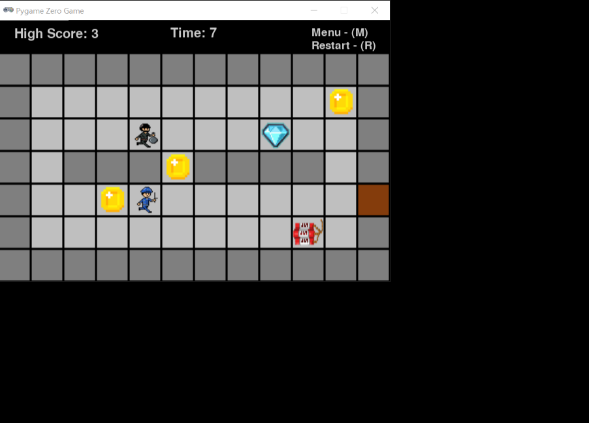 Pygame Zero Game
High Score: 3
Time: 7
Menu - (M)
Restart - (R)